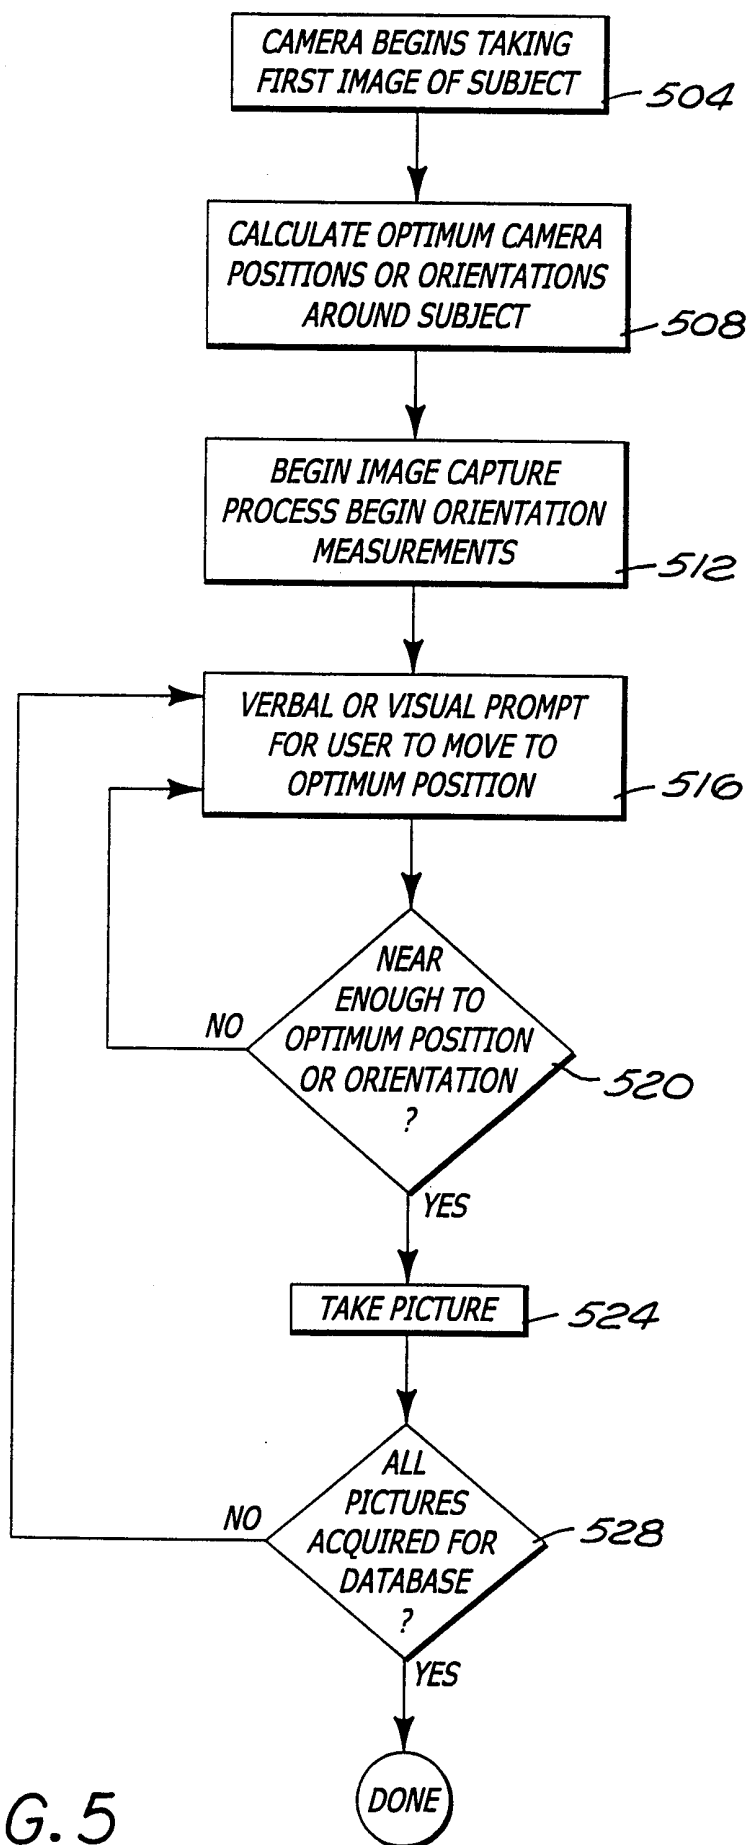 CAMERA BEGINS TAKING
FIRST IMAGE OF SUBJECT
504
CALCULATE OPTIMUM CAMERA
POSITIONS OR ORIENTATIONS
AROUND SUBJECT
508
BEGIN IMAGE CAPTURE
PROCESS BEGIN ORIENTATION
MEASUREMENTS
512
VERBAL OR VISUAL PROMPT
FOR USER TO MOVE TO
OPTIMUM POSITION
516
NEAR
ENOUGH TO
OPTIMUM POSITION
OR ORIENTATION
?
NO
520
YES
TAKE PICTURE
524
ALL
PICTURES
ACQUIRED FOR
DATABASE
?
NO
528
YES
DONE
G.5